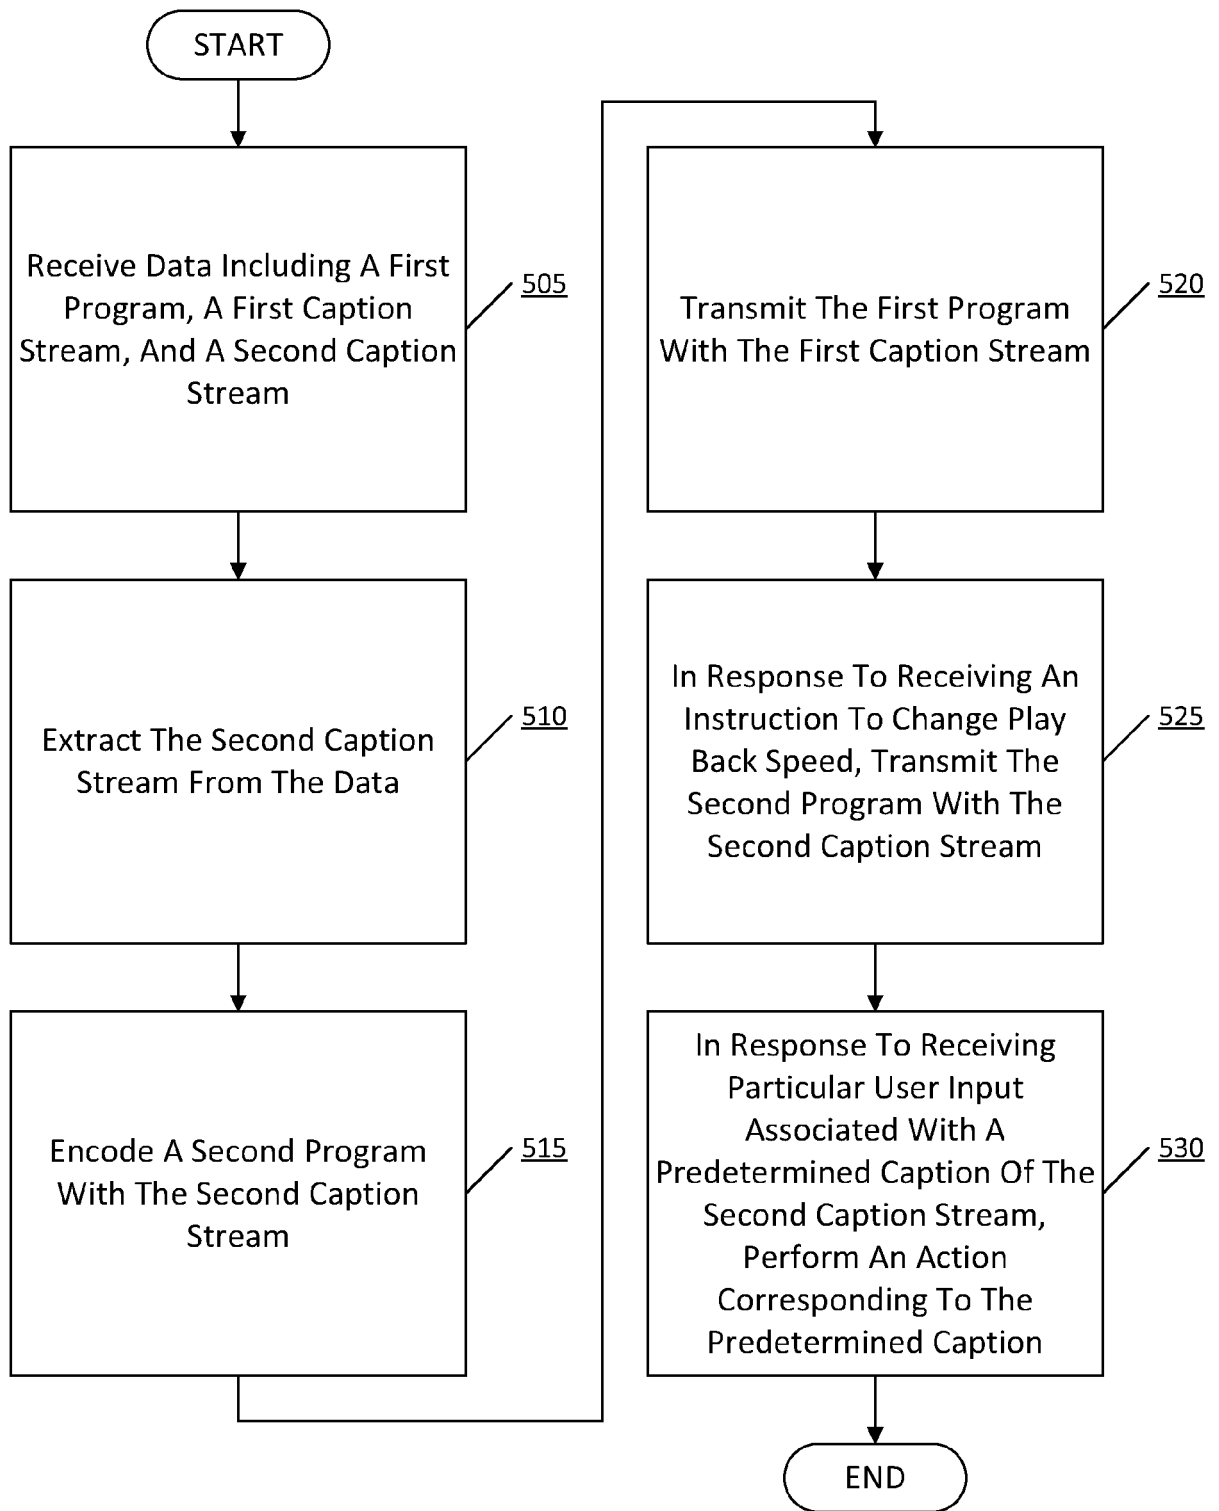 START
Receive Data Including A First
Program, A First Caption
Stream, And A Second Caption
Stream
505
Extract The Second Caption
Stream From The Data
510
Encode A Second Program
With The Second Caption
Stream
515
Transmit The First Program
With The First Caption Stream
520
In Response To Receiving An
Instruction To Change Play
Back Speed, Transmit The
Second Program With The
Second Caption Stream
525
In Response To Receiving
Particular User Input
Associated With A
Predetermined Caption Of The
Second Caption Stream,
Perform An Action
Corresponding To The
Predetermined Caption
530
END